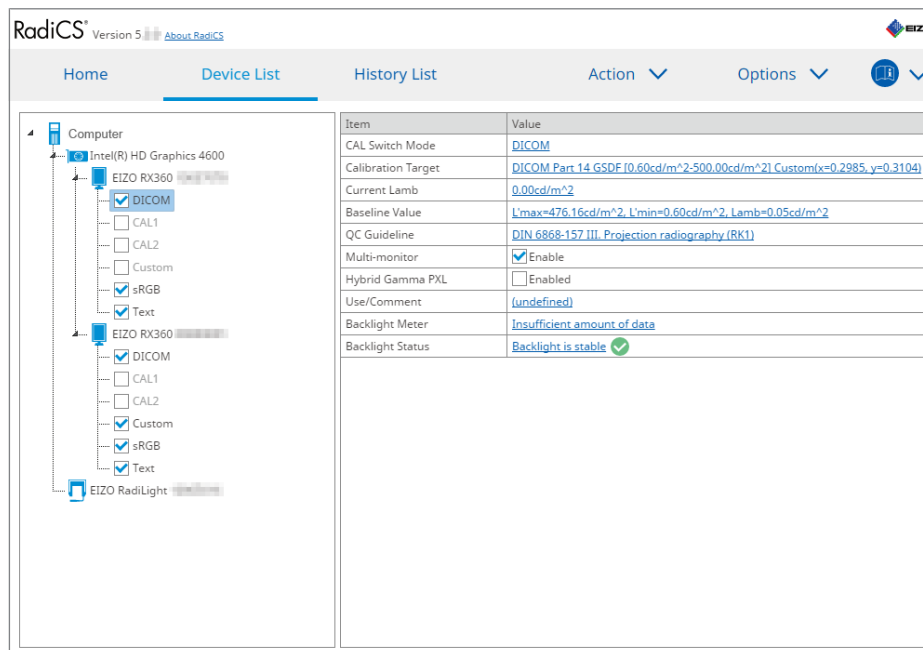 RadiCS® Version 5 About RadiCS
EIZ
Home Device List History List Action Options
Computer
Intel(R) HD Graphics 4600
EIZO RX360
DICOM
CAL1
CAL2
Custom
sRGB
Text
EIZO RX360
DICOM
CAL1
CAL2
Custom
sRGB
Text
EIZO RadiLight
Item Value
CAL Switch Mode DICOM
Calibration Target DICOM Part 14 GSDF [0.60cd/m^2-500.00cd/m^2] Custom(x=0.2985, y=0.3104)
Current Lamb 0.00cd/m^2
Baseline Value L'max=476.16cd/m^2, L'min=0.60cd/m^2, Lamb=0.05cd/m^2
QC Guideline DIN 6868-157 III. Projection radiography (RK1)
Multi-monitor Enable
Hybrid Gamma PXL Enabled
Use/Comment (undefined)
Backlight Meter Insufficient amount of data
Backlight Status Backlight is stable